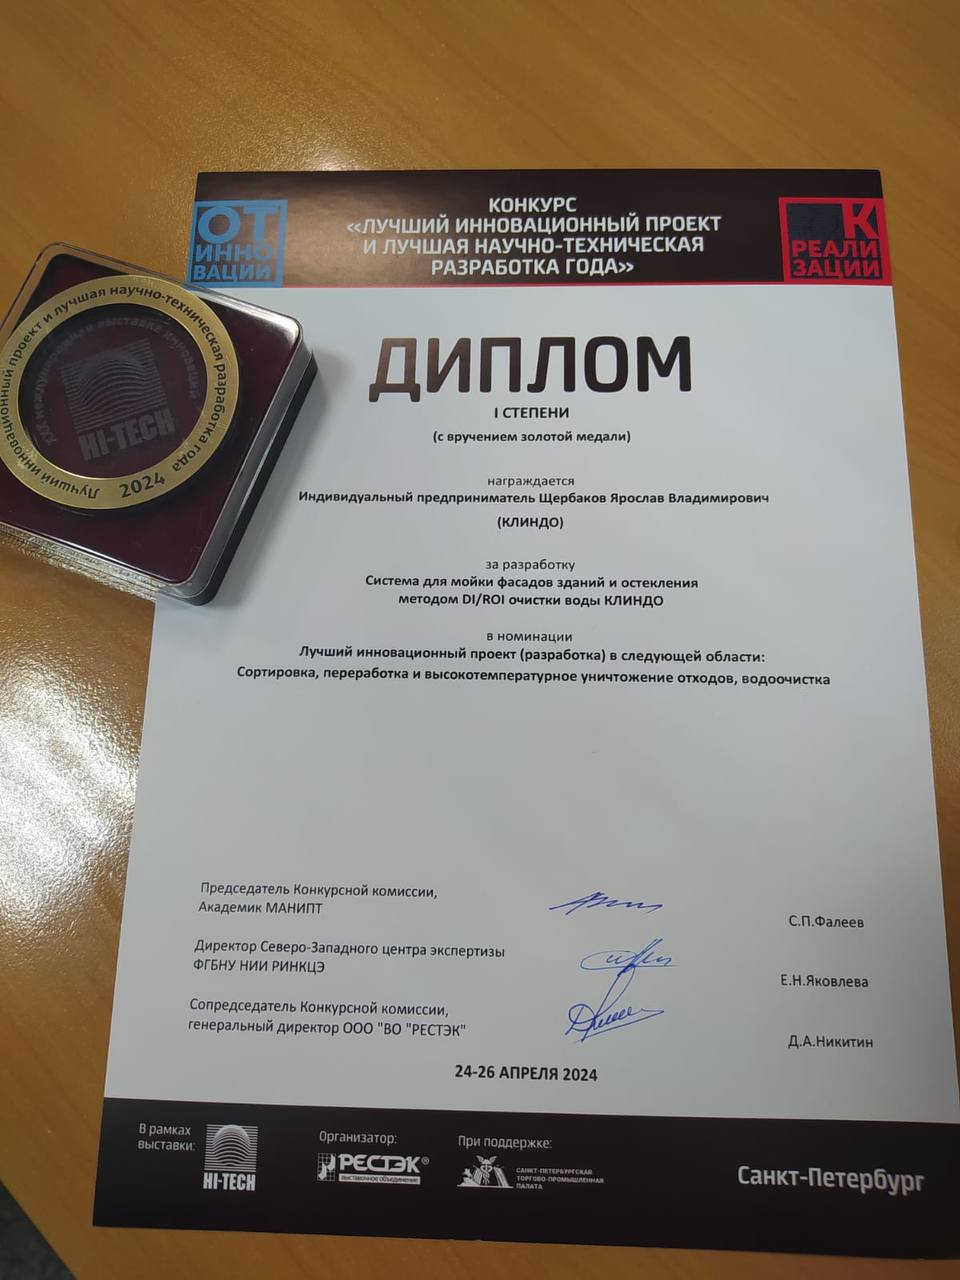 КОНКУРС
«ЛУЧШИЙ ИННОВАЦИОННЫЙ ПРОЕКТ
И ЛУЧШАЯ НАУЧНО-ТЕХНИЧЕСКАЯ
РАЗРАБОТКА ГОДА»
ОТ
ИННО
ВАЦИИ
К
РЕАЛИ
ЗАЦИИ
Лучший инновационный проект и лучшая научно-техническая разработка года
2024
XXX международная выставка инноваций
HI-TECH
ДИПЛОМ
I СТЕПЕНИ
(с вручением золотой медали)
награждается
Индивидуальный предприниматель Щербаков Ярослав Владимирович
(КЛИНДО)
за разработку
Система для мойки фасадов зданий и остекления
методом DI/ROI очистки воды КЛИНДО
в номинации
Лучший инновационный проект (разработка) в следующей области:
Сортировка, переработка и высокотемпературное уничтожение отходов, водоочистка
Председатель Конкурсной комиссии,
Академик МАНИПТ
С.П.Фалеев
Директор Северо-Западного центра экспертизы
ФГБНУ НИИ РИНКЦЭ
Е.Н.Яковлева
Сопредседатель Конкурсной комиссии,
генеральный директор ООО "ВО "РЕСТЭК"
Д.А.Никитин
24-26 АПРЕЛЯ 2024
В рамках
выставки:
HI-TECH
Организатор:
РЕСТЭК®
выставочное объединение
При поддержке:
САНКТ-ПЕТЕРБУРГСКАЯ
ТОРГОВО-ПРОМЫШЛЕННАЯ
ПАЛАТА
Санкт-Петербург